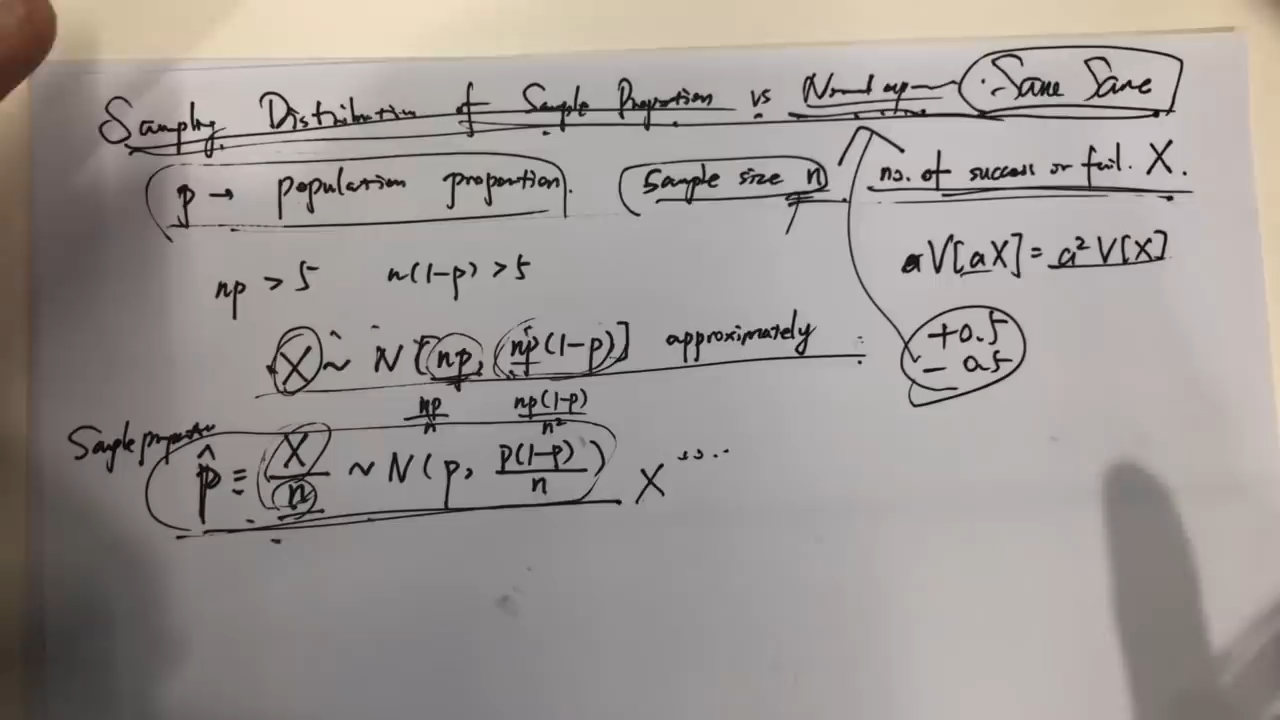 Sampling Distribution of Sample Proportion vs Normal app :- Same Same
p → population proportion. Sample size n
no. of success or fail. X.
aV[aX] = a² V[X]
np > 5 n(1-p) > 5
+0.5
- 0.5
X ~ N [np, np(1-p)] approximately
np/n np(1-p)/n²
Sample proportion
p̂ ≡ X/n ~ N(p, p(1-p)/n) X